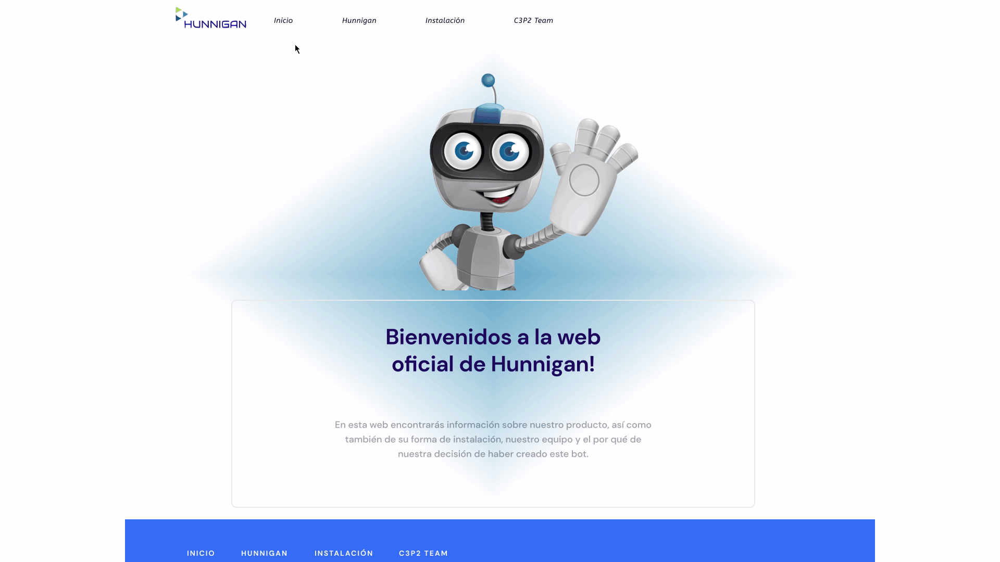 HUNNIGAN
Inicio Hunnigan Instalación C3P2 Team
Bienvenidos a la web
oficial de Hunnigan!
En esta web encontrarás información sobre nuestro producto, así como
también de su forma de instalación, nuestro equipo y el por qué de
nuestra decisión de haber creado este bot.
INICIO HUNNIGAN INSTALACIÓN C3P2 TEAM